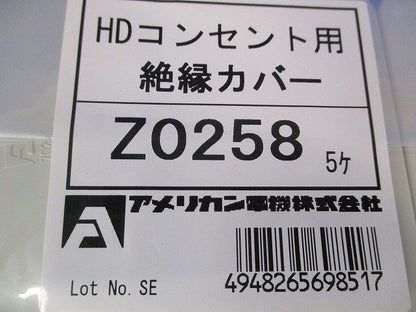 HDコンセント用
絶縁カバー
Z0258 5ケ
アメリカン電機株式会社
Lot No. SE
4948265698517